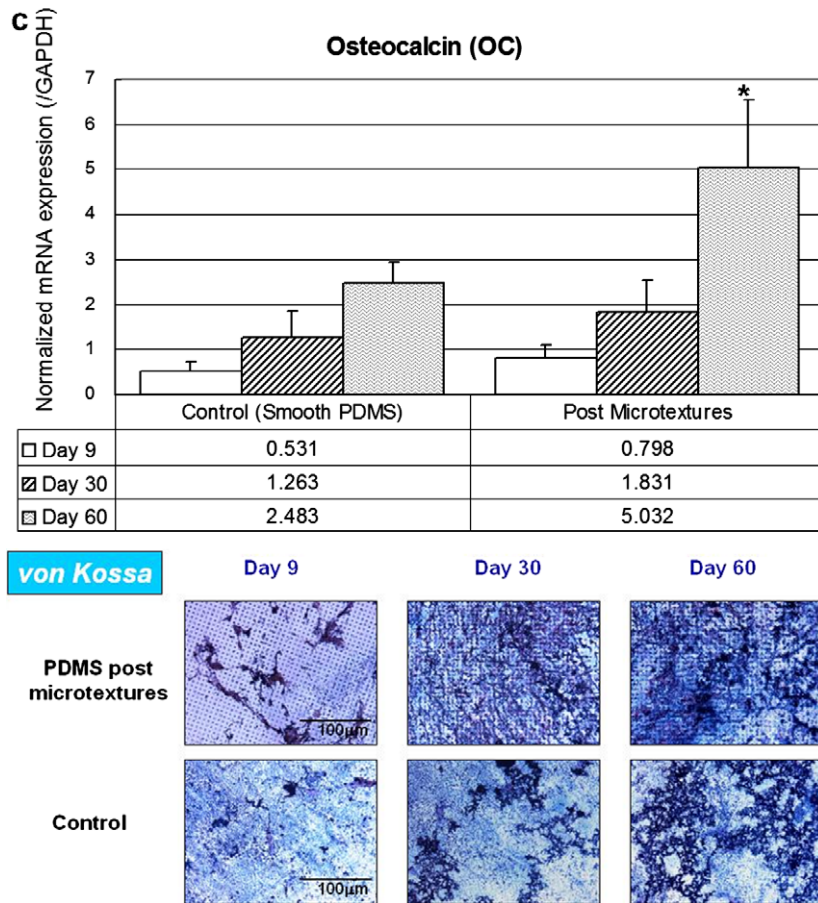 c
Osteocalcin (OC)
Normalized mRNA expression (/GAPDH)
7
6
5
4
3
2
1
0
*
Control (Smooth PDMS) Post Microtextures
Day 9 0.531 0.798
Day 30 1.263 1.831
Day 60 2.483 5.032
von Kossa Day 9 Day 30 Day 60
PDMS post
microtextures
100μm
Control
100μm